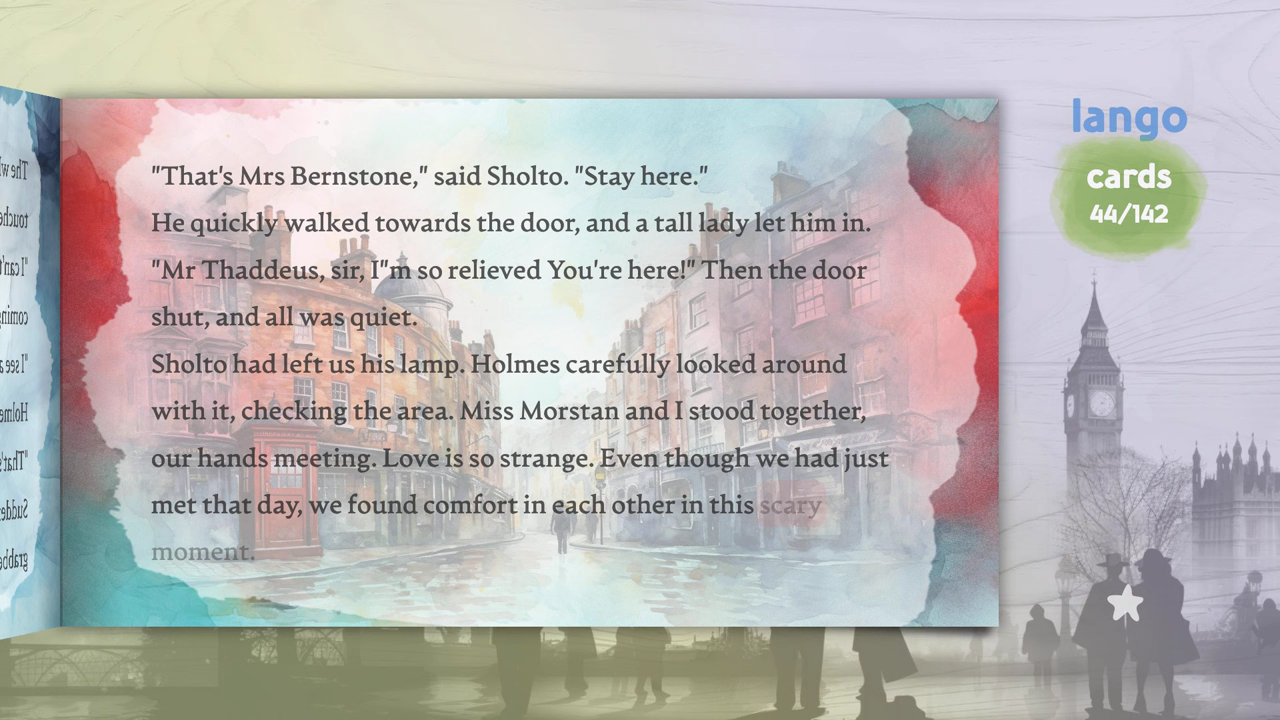 "That's Mrs Bernstone," said Sholto. "Stay here."
He quickly walked towards the door, and a tall lady let him in.
"Mr Thaddeus, sir, I"m so relieved You're here!" Then the door
shut, and all was quiet.
Sholto had left us his lamp. Holmes carefully looked around
with it, checking the area. Miss Morstan and I stood together,
our hands meeting. Love is so strange. Even though we had just
met that day, we found comfort in each other in this scary
moment.
lango
cards
44/142